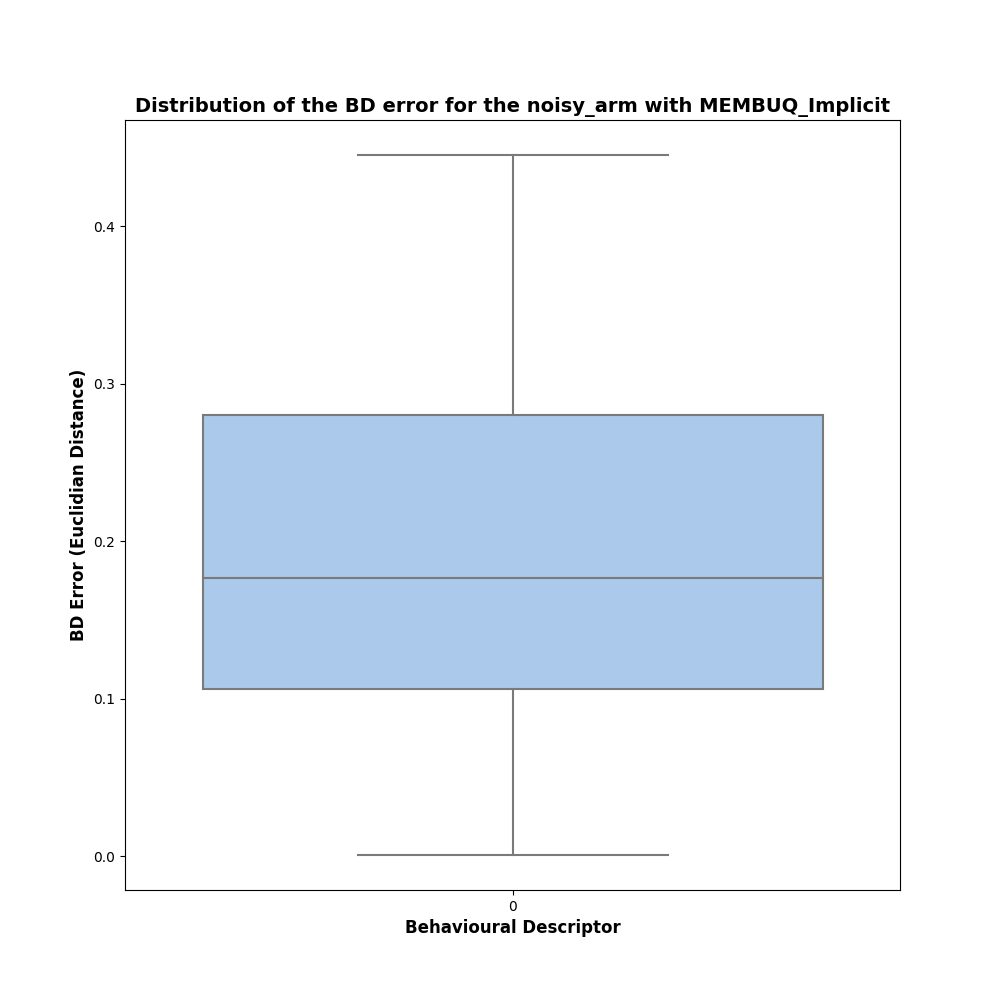 Distribution of the BD error for the noisy_arm with MEMBUQ_Implicit
BD Error (Euclidian Distance)
0.4
0.3
0.2
0.1
0.0
0
Behavioural Descriptor